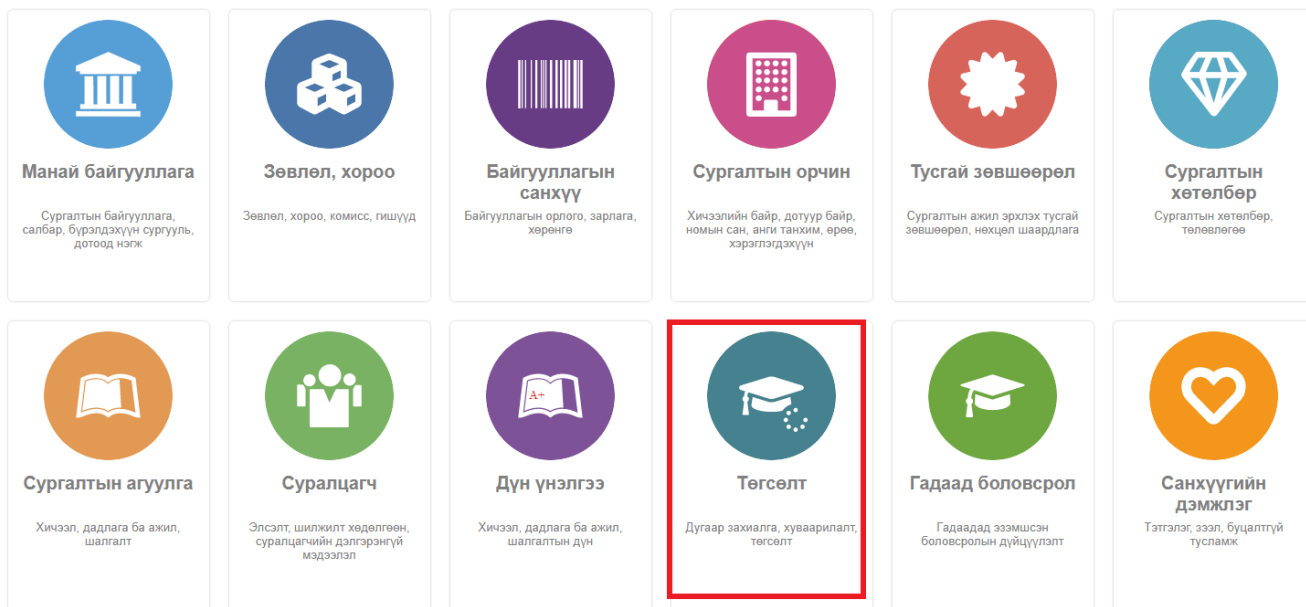 Манай байгууллага
Сургалтын байгууллага,
салбар, бүрэлдэхүүн сургууль,
дотоод нэгж
Зөвлөл, хороо
Зөвлөл, хороо, комисс, гишүүд
Байгууллагын
санхүү
Байгууллагын орлого, зарлага,
хөрөнгө
Сургалтын орчин
Хичээлийн байр, дотуур байр,
номын сан, анги танхим, өрөө,
хэрэглэгдэхүүн
Тусгай зөвшөөрөл
Сургалтын ажил эрхлэх тусгай
зөвшөөрөл, нөхцөл шаардлага
Сургалтын
хөтөлбөр
Сургалтын хөтөлбөр,
төлөвлөгөө
Сургалтын агуулга
Хичээл, дадлага ба ажил,
шалгалт
Суралцагч
Элсэлт, шилжилт хөдөлгөөн,
суралцагчийн дэлгэрэнгүй
мэдээлэл
A+
Дүн үнэлгээ
Хичээл, дадлага ба ажил,
шалгалтын дүн
Төгсөлт
Дугаар захиалга, хуваарилалт,
төгсөлт
Гадаад боловсрол
Гадаадад эзэмшсэн
боловсролын дүйцүүлэлт
Санхүүгийн
дэмжлэг
Тэтгэлэг, зээл, буцалтгүй
тусламж